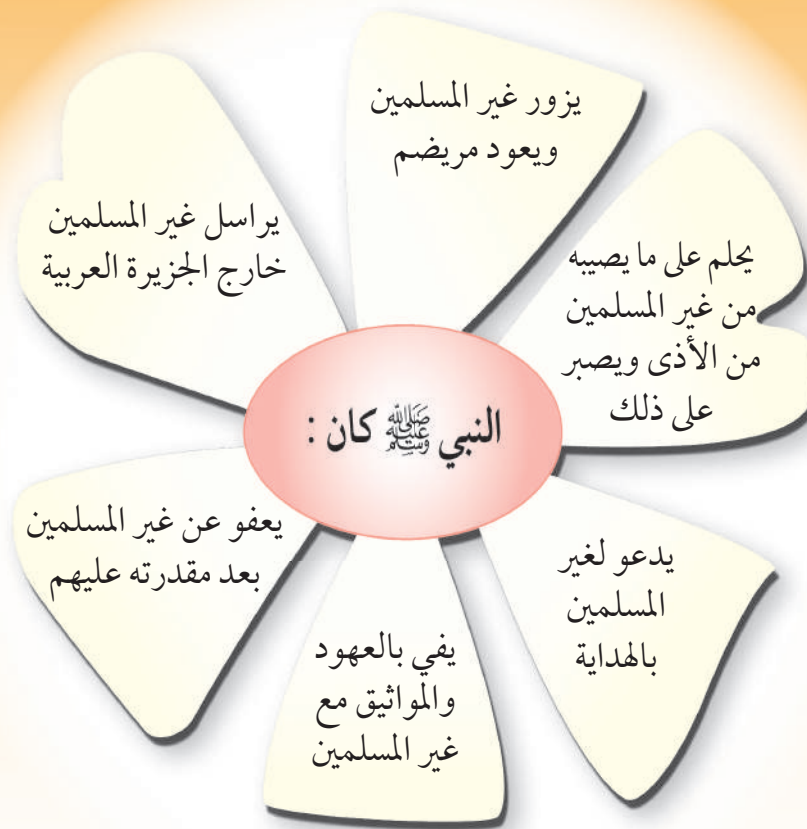 النبي ﷺ كان :
يزور غير المسلمين
ويعود مريضم
يحلم على ما يصيبه
من غير المسلمين
من الأذى ويصبر
على ذلك
يدعو لغير
المسلمين
بالهداية
يفي بالعهود
والمواثيق مع
غير المسلمين
يعفو عن غير المسلمين
بعد مقدرته عليهم
يراسل غير المسلمين
خارج الجزيرة العربية